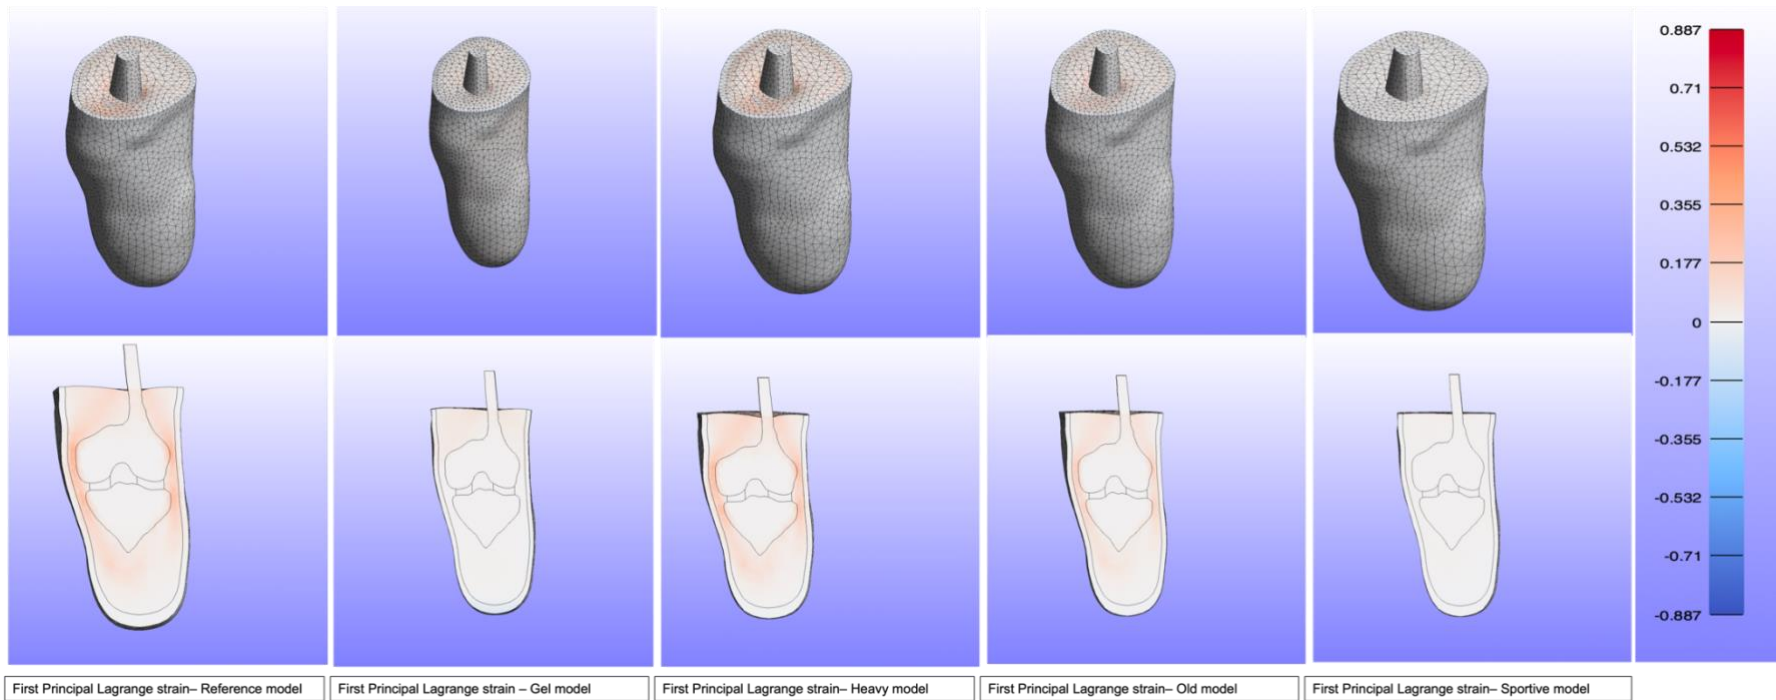 0.887
0.71
0.532
0.355
0.177
0
-0.177
-0.355
-0.532
-0.71
-0.887
First Principal Lagrange strain– Reference model
First Principal Lagrange strain – Gel model
First Principal Lagrange strain– Heavy model
First Principal Lagrange strain– Old model
First Principal Lagrange strain– Sportive model